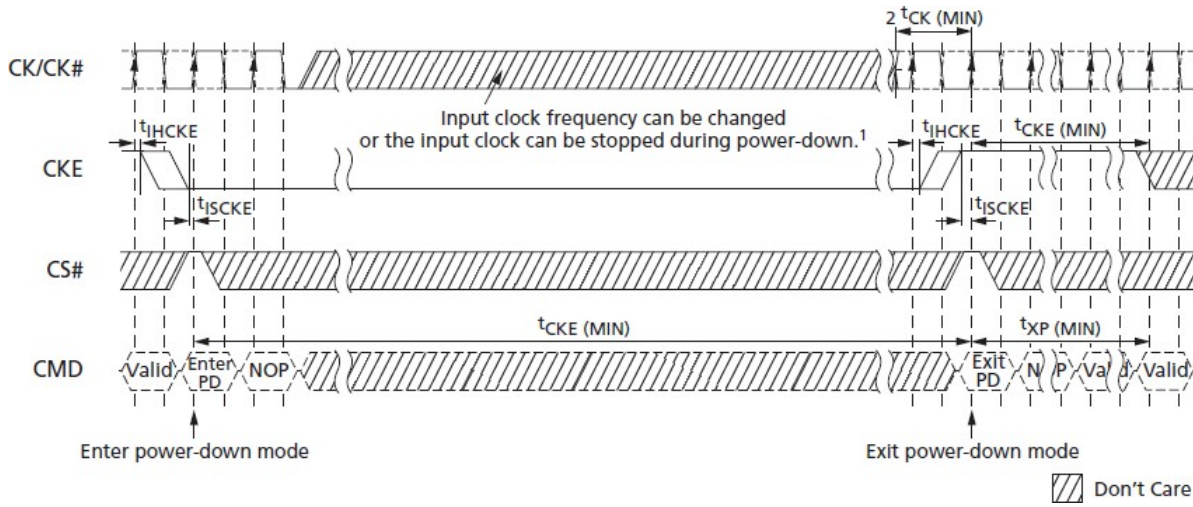 2 tCK (MIN)
CK/CK#
Input clock frequency can be changed
or the input clock can be stopped during power-down.1
tIHCKE
tIHCKE
tCKE (MIN)
CKE
tISCKE
tISCKE
CS#
tCKE (MIN)
tXP (MIN)
CMD
Valid
Enter
PD
NOP
Exit
PD
N P
Val d
Valid
Enter power-down mode
Exit power-down mode
Don't Care